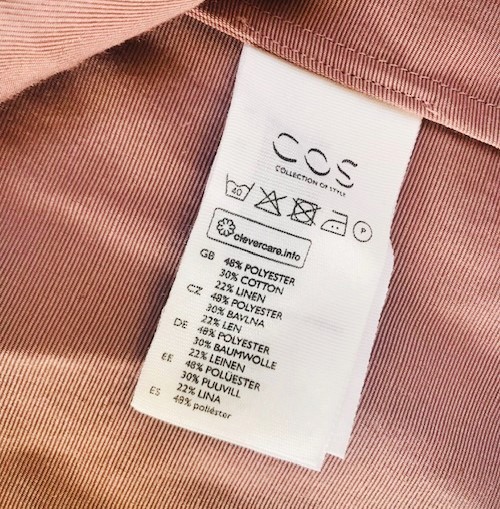 COS
COLLECTION OF STYLE
40
P
clevercare.info
GB 48% POLYESTER
30% COTTON
22% LINEN
CZ 48% POLYESTER
30% BAVLNA
22% LEN
DE 48% POLYESTER
30% BAUMWOLLE
22% LEINEN
EE 48% POLÜESTER
30% PUUVILL
22% LINA
ES 48% poliéster